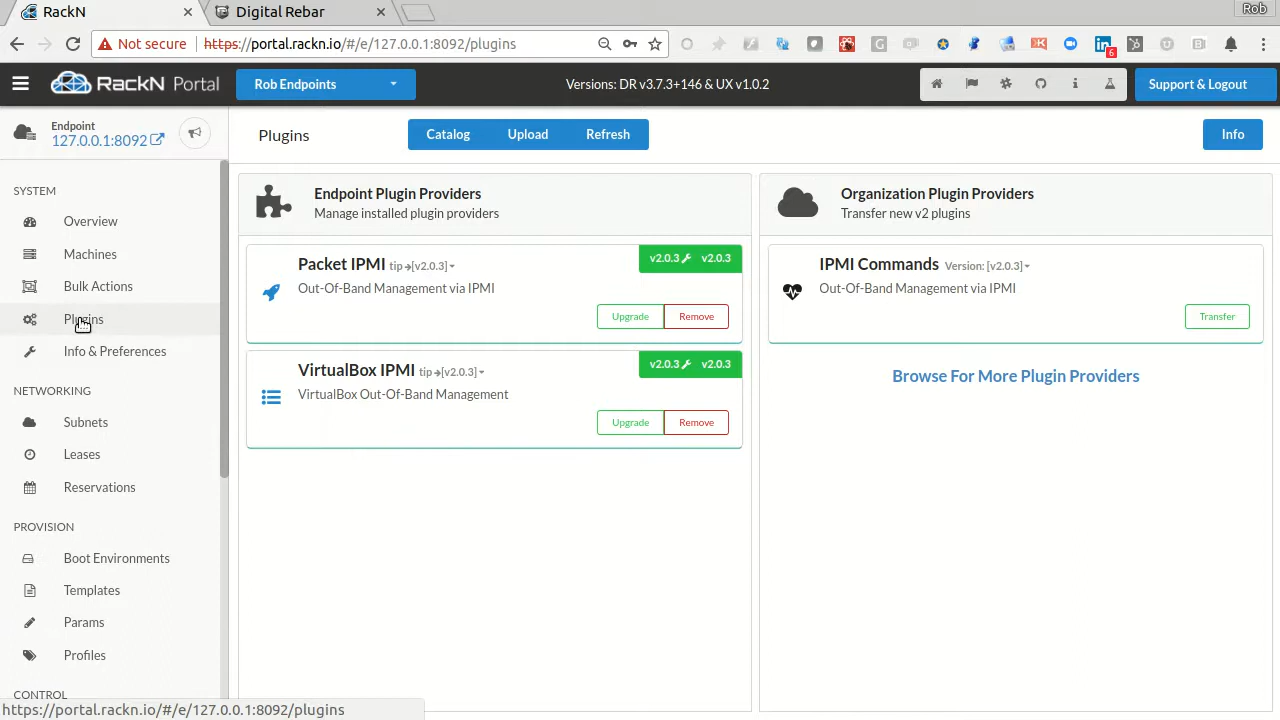 RackN
Digital Rebar
Rob
Not secure
https://portal.rackn.io/#/e/127.0.0.1:8092/plugins
6
RackN Portal
Rob Endpoints
Versions: DR v3.7.3+146 & UX v1.0.2
Support & Logout
Endpoint
127.0.0.1:8092
Plugins
Catalog
Upload
Refresh
Info
SYSTEM
Overview
Machines
Bulk Actions
Plugins
Info & Preferences
NETWORKING
Subnets
Leases
Reservations
PROVISION
Boot Environments
Templates
Params
Profiles
CONTROL
Endpoint Plugin Providers
Manage installed plugin providers
Packet IPMI tip [v2.0.3]
v2.0.3 v2.0.3
Out-Of-Band Management via IPMI
Upgrade
Remove
VirtualBox IPMI tip [v2.0.3]
v2.0.3 v2.0.3
VirtualBox Out-Of-Band Management
Upgrade
Remove
Organization Plugin Providers
Transfer new v2 plugins
IPMI Commands Version: [v2.0.3]
Out-Of-Band Management via IPMI
Transfer
Browse For More Plugin Providers
https://portal.rackn.io/#/e/127.0.0.1:8092/plugins